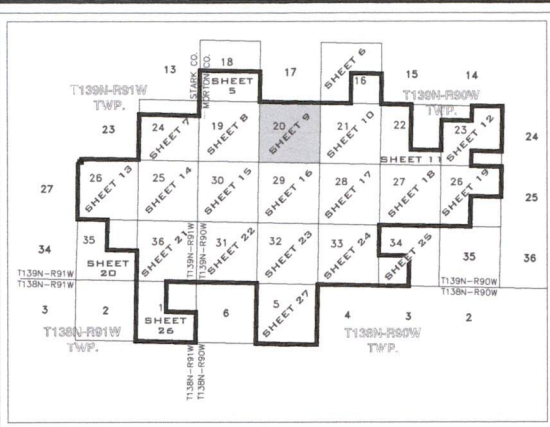 13
STARK CO.
MORTON CO.
18
SHEET 5
17
SHEET 6
16
15
14
T139N-R91W
TWP.
T139N-R90W
TWP.
23
24
SHEET 7
19
SHEET 8
20
SHEET 9
21
SHEET 10
22
SHEET 11
23
SHEET 12
24
27
26
SHEET 13
25
SHEET 14
30
SHEET 15
29
SHEET 16
28
SHEET 17
27
SHEET 18
26
SHEET 19
25
34
35
SHEET 20
36
SHEET 21
T139N-R91W
T139N-R90W
31
SHEET 22
32
SHEET 23
33
SHEET 24
34
SHEET 25
35
36
T139N-R91W
T138N-R91W
T139N-R90W
T138N-R90W
3
2
1
SHEET 26
6
5
SHEET 27
4
3
2
T138N-R91W
TWP.
T138N-R90W
TWP.
T138N-R91W
T138N-R90W